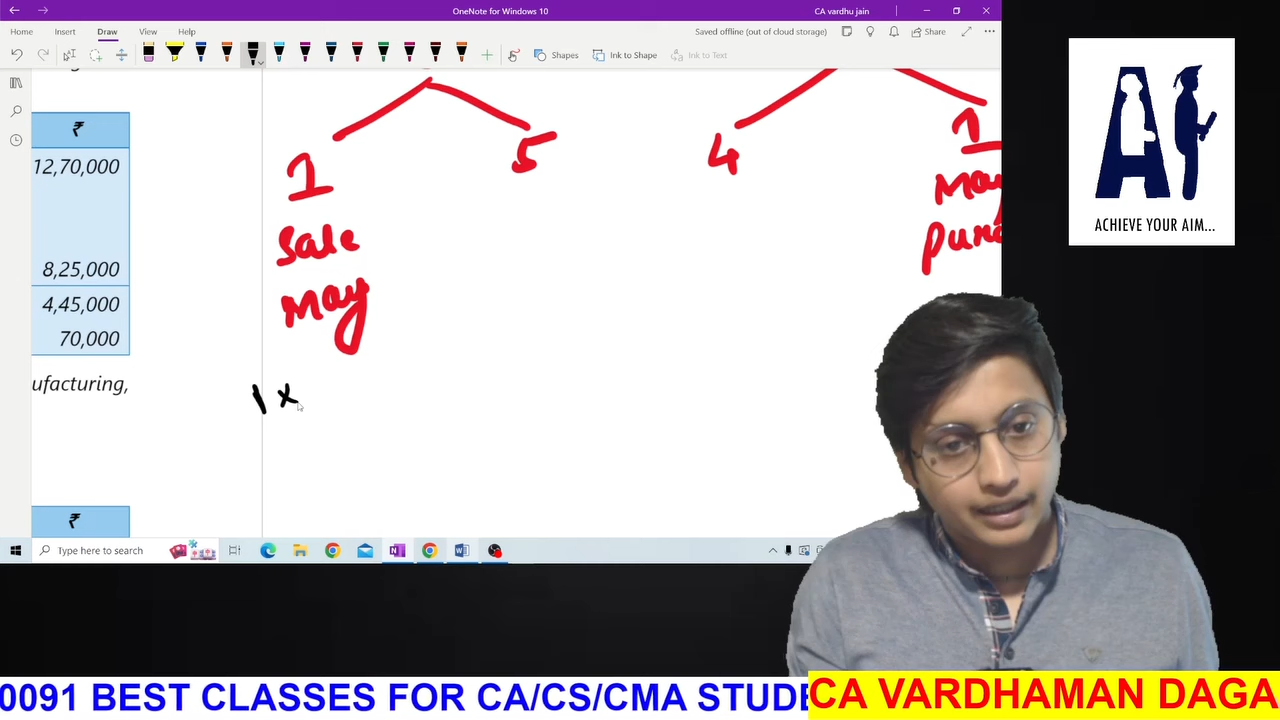 OneNote for Windows 10
CA vardhu jain
Home Insert Draw View Help
Saved offline (out of cloud storage)
Share
Shapes
Ink to Shape
Ink to Text
₹
12,70,000
8,25,000
4,45,000
70,000
ufacturing,
₹
1 5 4 1
Sale
May
May
1 x
Type here to search
ACHIEVE YOUR AIM...
0091 BEST CLASSES FOR CA/CS/CMA STUDE
CA VARDHAMAN DAGA